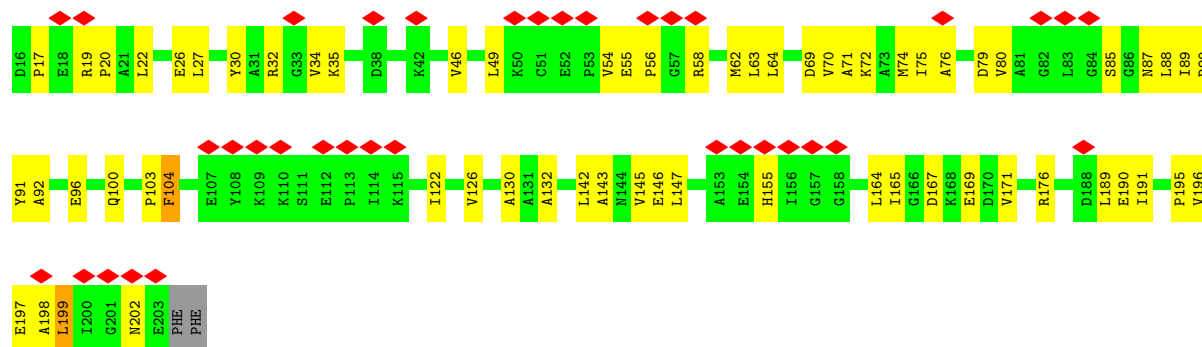 D16 P17 E18 R19 P20 A21 L22 E26 L27 Y30 A31 R32 G33 V34 K35 D38 K42 V46 L49 K50 C51 E52 P53 V54 E55 P56 G57 R58 M62 L63 L64 D69 V70 A71 K72 A73 M74 I75 A76 D79 V80 A81 G82 L83 G84 S85 G86 N87 L88 I89
Y91 A92 E96 Q100 P103 F104 E107 Y108 K109 K110 S111 E112 P113 I114 K115 I122 V126 A130 A131 A132 L142 A143 N144 V145 E146 L147 A153 E154 H155 I156 G157 G158 L164 I165 G166 D167 K168 E169 D170 V171 R176 D188 L189 E190 I191 P195 V196
E197 A198 L199 I200 G201 N202 E203 PHE PHE